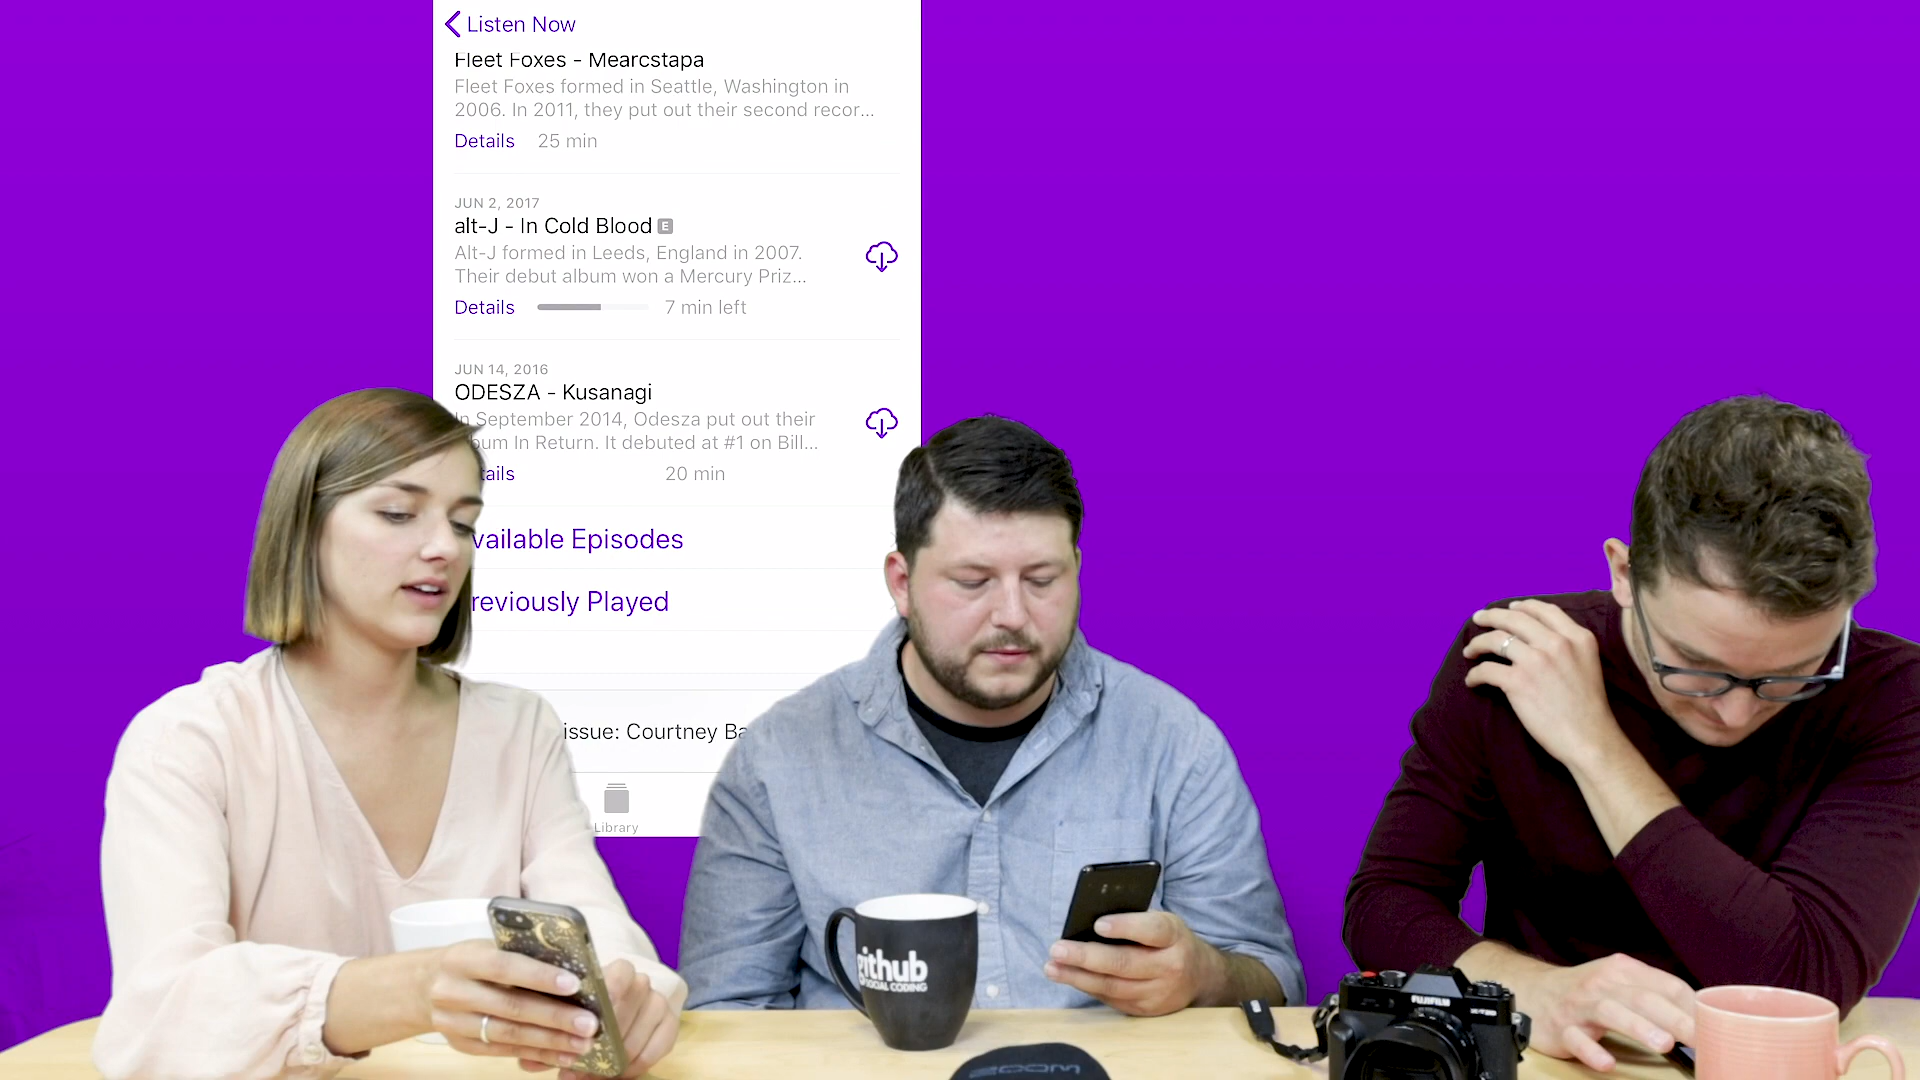 Listen Now
Fleet Foxes - Mearcstapa
Fleet Foxes formed in Seattle, Washington in
2006. In 2011, they put out their second recor...
Details 25 min
JUN 2, 2017
alt-J - In Cold Blood E
Alt-J formed in Leeds, England in 2007.
Their debut album won a Mercury Priz...
Details 7 min left
JUN 14, 2016
ODESZA - Kusanagi
In September 2014, Odesza put out their
bum In Return. It debuted at #1 on Bill...
tails 20 min
vailable Episodes
reviously Played
issue: Courtney Ba
Library
github
SOCIAL CODING
FUJIFILM
X-T20
zoom